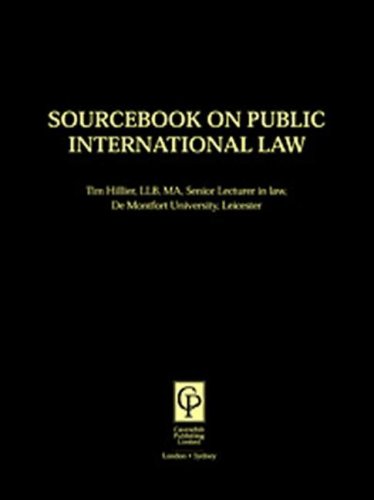 SOURCEBOOK ON PUBLIC
INTERNATIONAL LAW
Tim Hillier, LLB, MA, Senior Lecturer in law,
De Montfort University, Leicester
CP
Cavendish
Publishing
Limited
London • Sydney